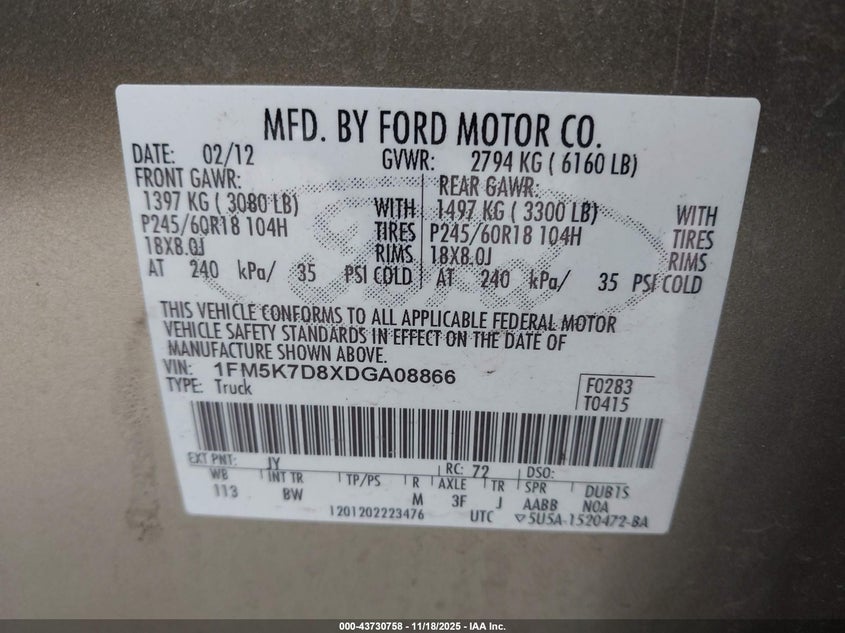 MFD. BY FORD MOTOR CO.
DATE: 02/12 GVWR: 2794 KG ( 6160 LB)
FRONT GAWR: REAR GAWR:
1397 KG ( 3080 LB) WITH 1497 KG ( 3300 LB) WITH
P245/60R18 104H TIRES P245/60R18 104H TIRES
18X8.0J RIMS 18X8.0J RIMS
AT 240 kPa/ 35 PSI COLD AT 240 kPa/ 35 PSI COLD
THIS VEHICLE CONFORMS TO ALL APPLICABLE FEDERAL MOTOR
VEHICLE SAFETY STANDARDS IN EFFECT ON THE DATE OF
MANUFACTURE SHOWN ABOVE.
VIN: 1FM5K7D8XDGA08866 F0283
TYPE: Truck T0415
EXT PNT: JY RC: 72 DSO:
WB INT TR TP/PS R AXLE TR SPR DUB1S
113 BW M 3F J AABB NOA
1201202223476 UTC ▽5U5A-1520472-BA
Ford
000-43730758 - 11/18/2025 - IAA Inc.